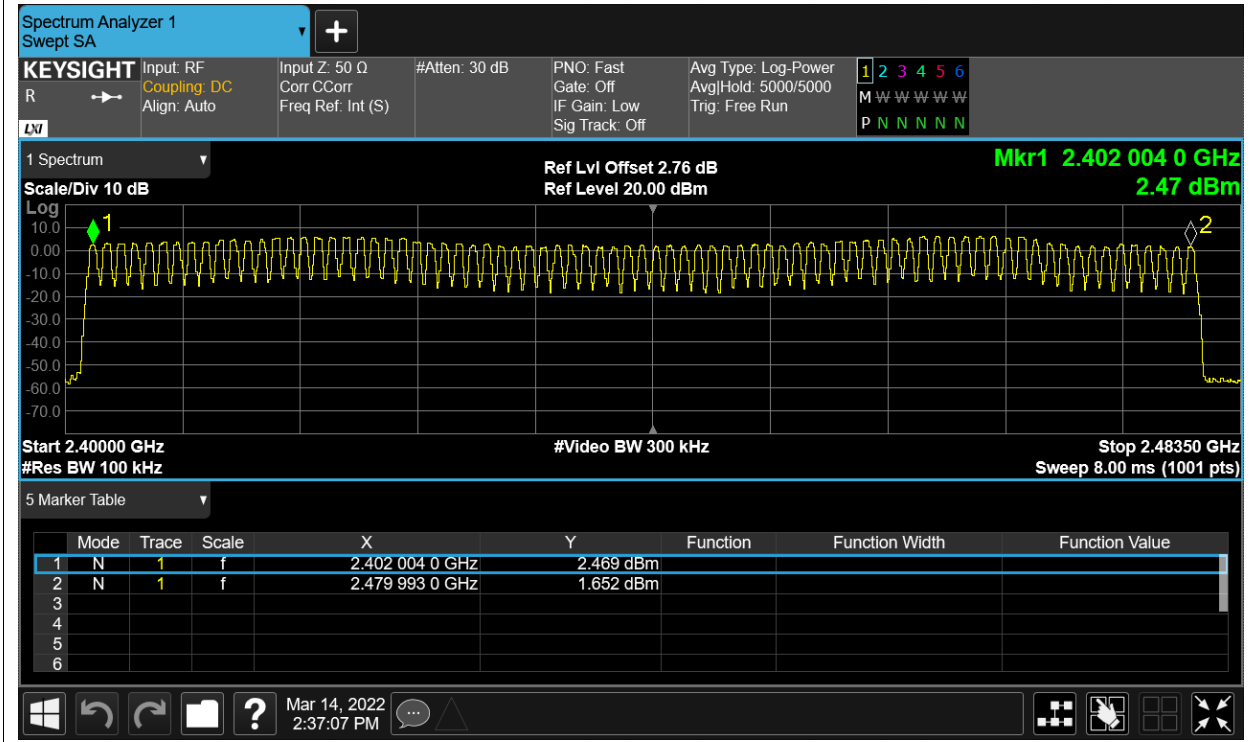 Spectrum Analyzer 1
Swept SA
+
KEYSIGHT
R
LXI
Input: RF
Coupling: DC
Align: Auto
Input Z: 50 Ω
Corr CCorr
Freq Ref: Int (S)
#Atten: 30 dB
PNO: Fast
Gate: Off
IF Gain: Low
Sig Track: Off
Avg Type: Log-Power
Avg|Hold: 5000/5000
Trig: Free Run
1 2 3 4 5 6
M W W W W W
P N N N N N
1 Spectrum
Scale/Div 10 dB
Ref Lvl Offset 2.76 dB
Ref Level 20.00 dBm
Mkr1 2.402 004 0 GHz
2.47 dBm
Log
10.0
0.00
-10.0
-20.0
-30.0
-40.0
-50.0
-60.0
-70.0
1
2
Start 2.40000 GHz
#Video BW 300 kHz
Stop 2.48350 GHz
#Res BW 100 kHz
Sweep 8.00 ms (1001 pts)
5 Marker Table
Mode Trace Scale X Y Function Function Width Function Value
1 N 1 f 2.402 004 0 GHz 2.469 dBm
2 N 1 f 2.479 993 0 GHz 1.652 dBm
3
4
5
6
?
Mar 14, 2022
2:37:07 PM